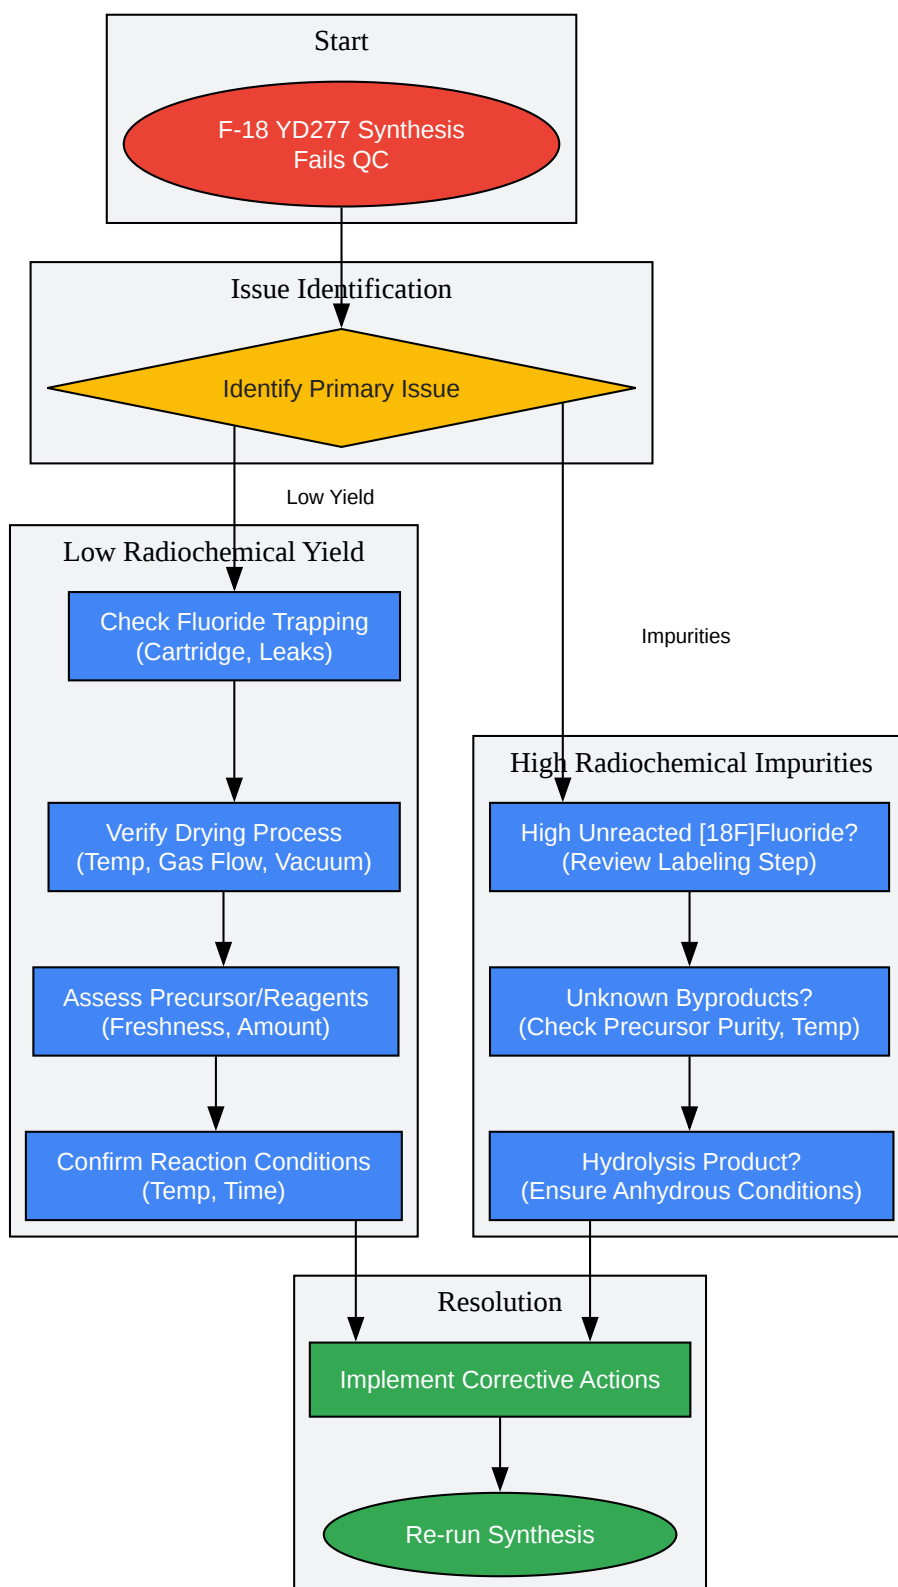 Start
F-18 YD277 Synthesis
Fails QC
Issue Identification
Identify Primary Issue
Low Yield
Impurities
Low Radiochemical Yield
Check Fluoride Trapping
(Cartridge, Leaks)
Verify Drying Process
(Temp, Gas Flow, Vacuum)
Assess Precursor/Reagents
(Freshness, Amount)
Confirm Reaction Conditions
(Temp, Time)
High Radiochemical Impurities
High Unreacted [18F]Fluoride?
(Review Labeling Step)
Unknown Byproducts?
(Check Precursor Purity, Temp)
Hydrolysis Product?
(Ensure Anhydrous Conditions)
Resolution
Implement Corrective Actions
Re-run Synthesis